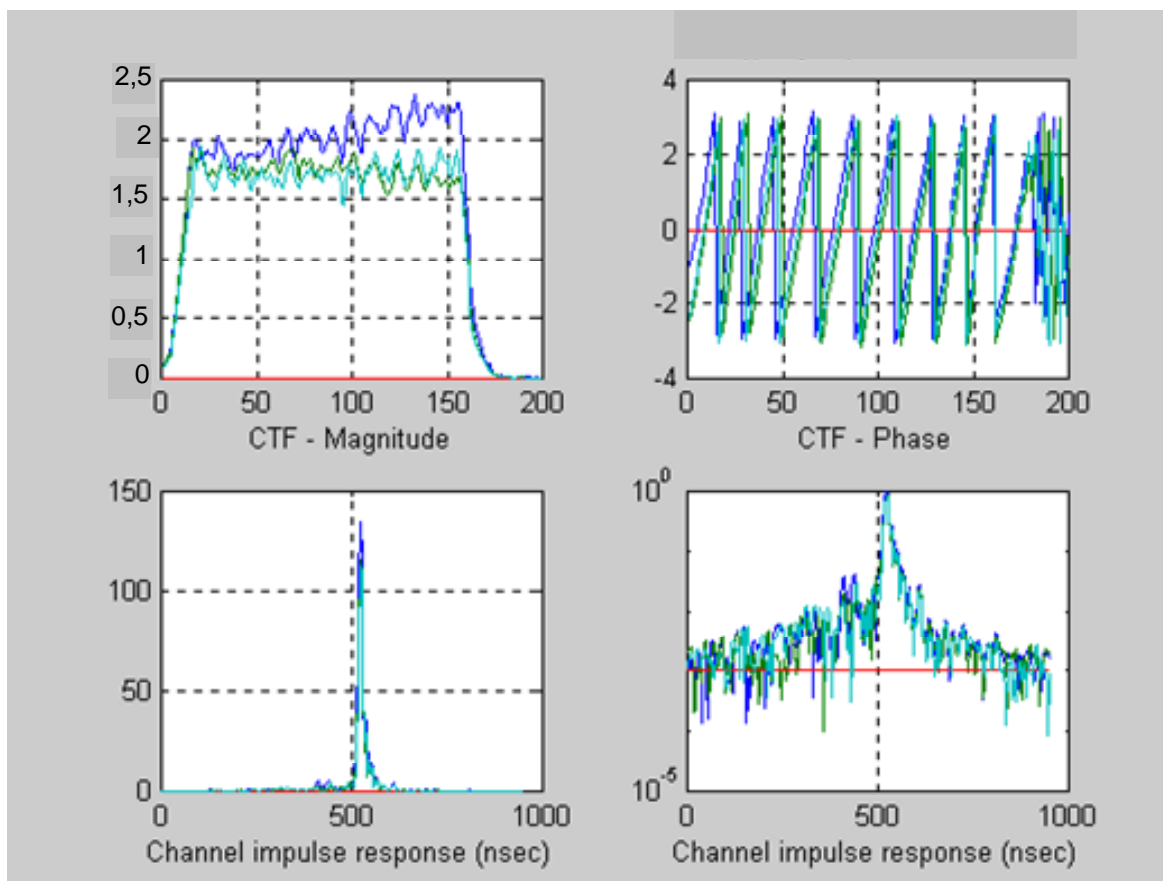 2,5
2
1,5
1
0,5
0
0 50 100 150 200
CTF - Magnitude
4
2
0
-2
-4
0 50 100 150 200
CTF - Phase
150
100
50
0
0 500 1000
Channel impulse response (nsec)
10^0
10^-5
0 500 1000
Channel impulse response (nsec)